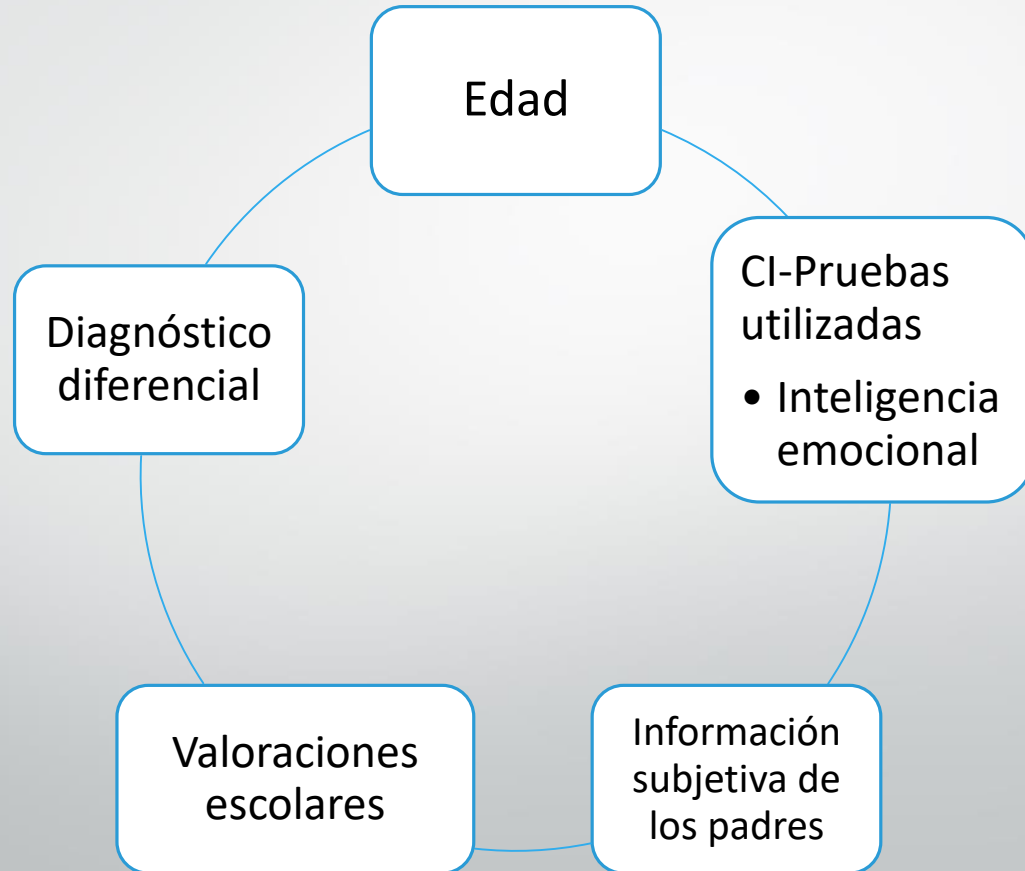 Edad
CI-Pruebas
utilizadas
• Inteligencia
emocional
Información
subjetiva de
los padres
Valoraciones
escolares
Diagnóstico
diferencial